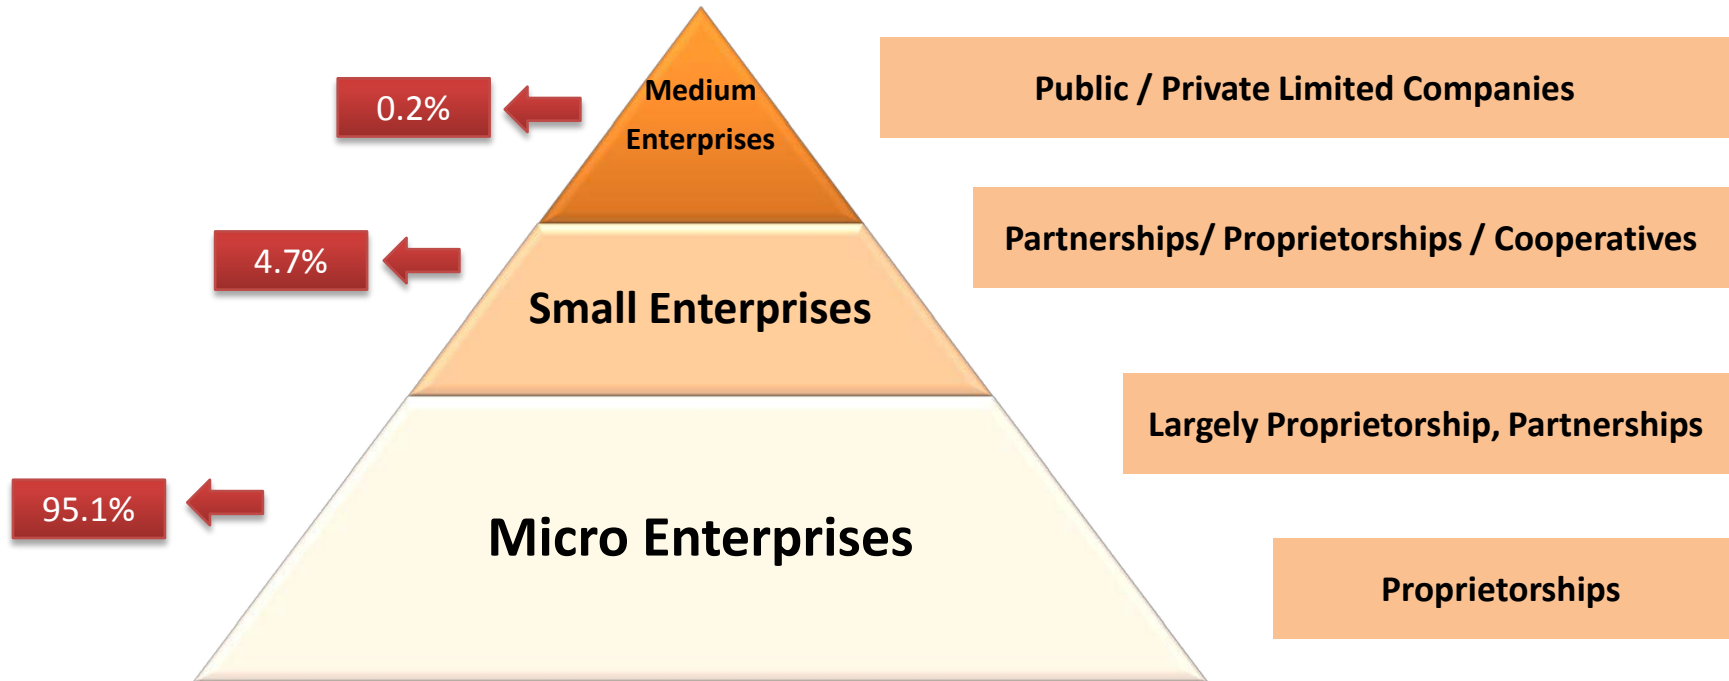 0.2%
Medium
Enterprises
Public / Private Limited Companies
4.7%
Small Enterprises
Partnerships/ Proprietorships / Cooperatives
Largely Proprietorship, Partnerships
95.1%
Micro Enterprises
Proprietorships